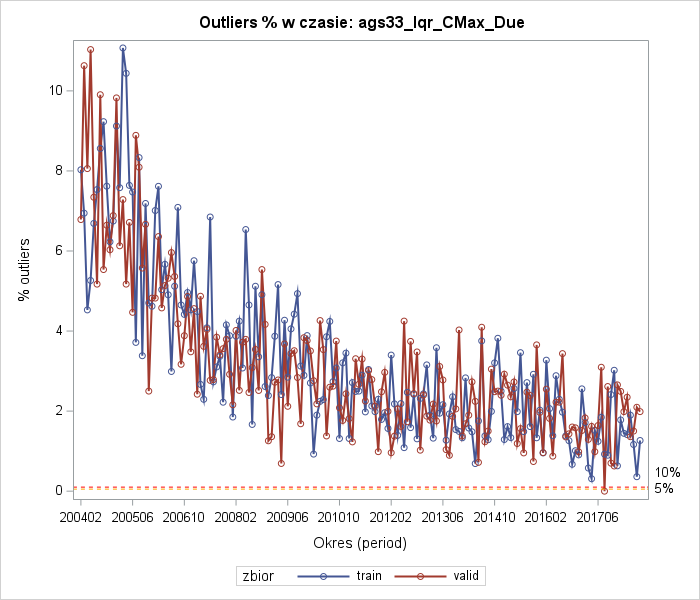 Outliers % w czasie: ags33_Iqr_CMax_Due
% outliers
10
8
6
4
2
0
10%
5%
200402 200506 200610 200802 200906 201010 201202 201306 201410 201602 201706
Okres (period)
zbior train valid